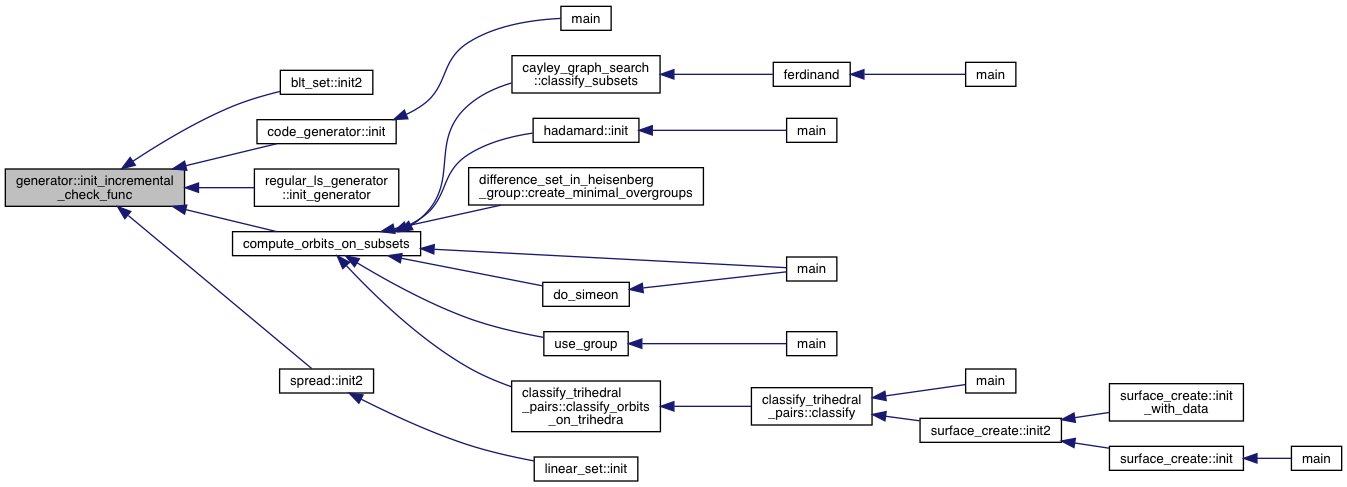 main
cayley_graph_search
::classify_subsets
ferdinand
main
blt_set::init2
code_generator::init
hadamard::init
main
generator::init_incremental
_check_func
regular_ls_generator
::init_generator
difference_set_in_heisenberg
_group::create_minimal_overgroups
compute_orbits_on_subsets
main
do_simeon
use_group
main
spread::init2
classify_trihedral
_pairs::classify_orbits
_on_trihedra
classify_trihedral
_pairs::classify
main
surface_create::init2
surface_create::init
_with_data
surface_create::init
main
linear_set::init